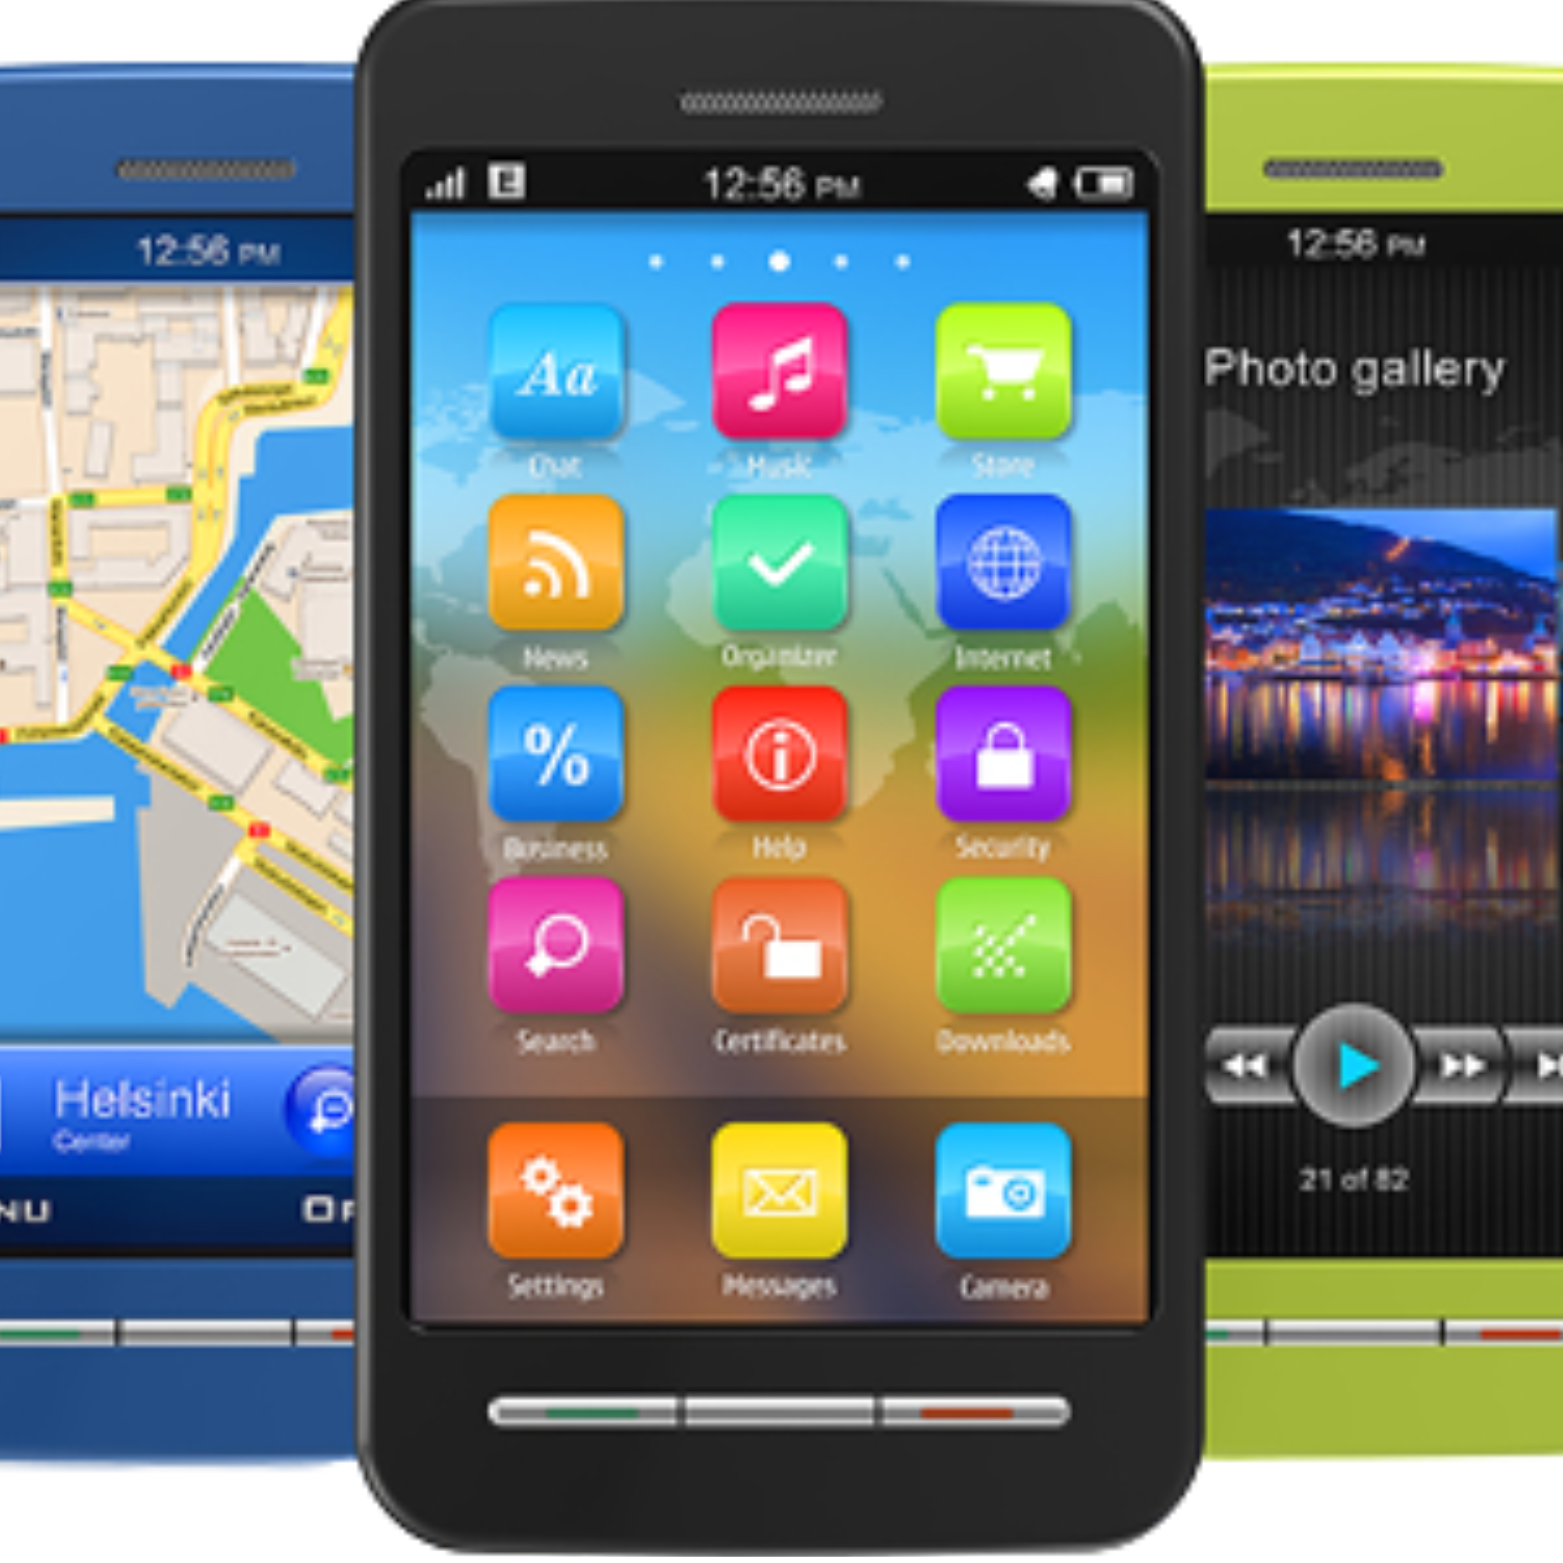 12:56 PM
Helsinki
Center
NU
OP
E
12:56 PM
Aa
Chat
Music
Store
News
Organizer
Internet
%
Business
i
Help
Security
Search
Certificates
Downloads
Settings
Messages
Camera
12:56 PM
Photo gallery
21 of 82